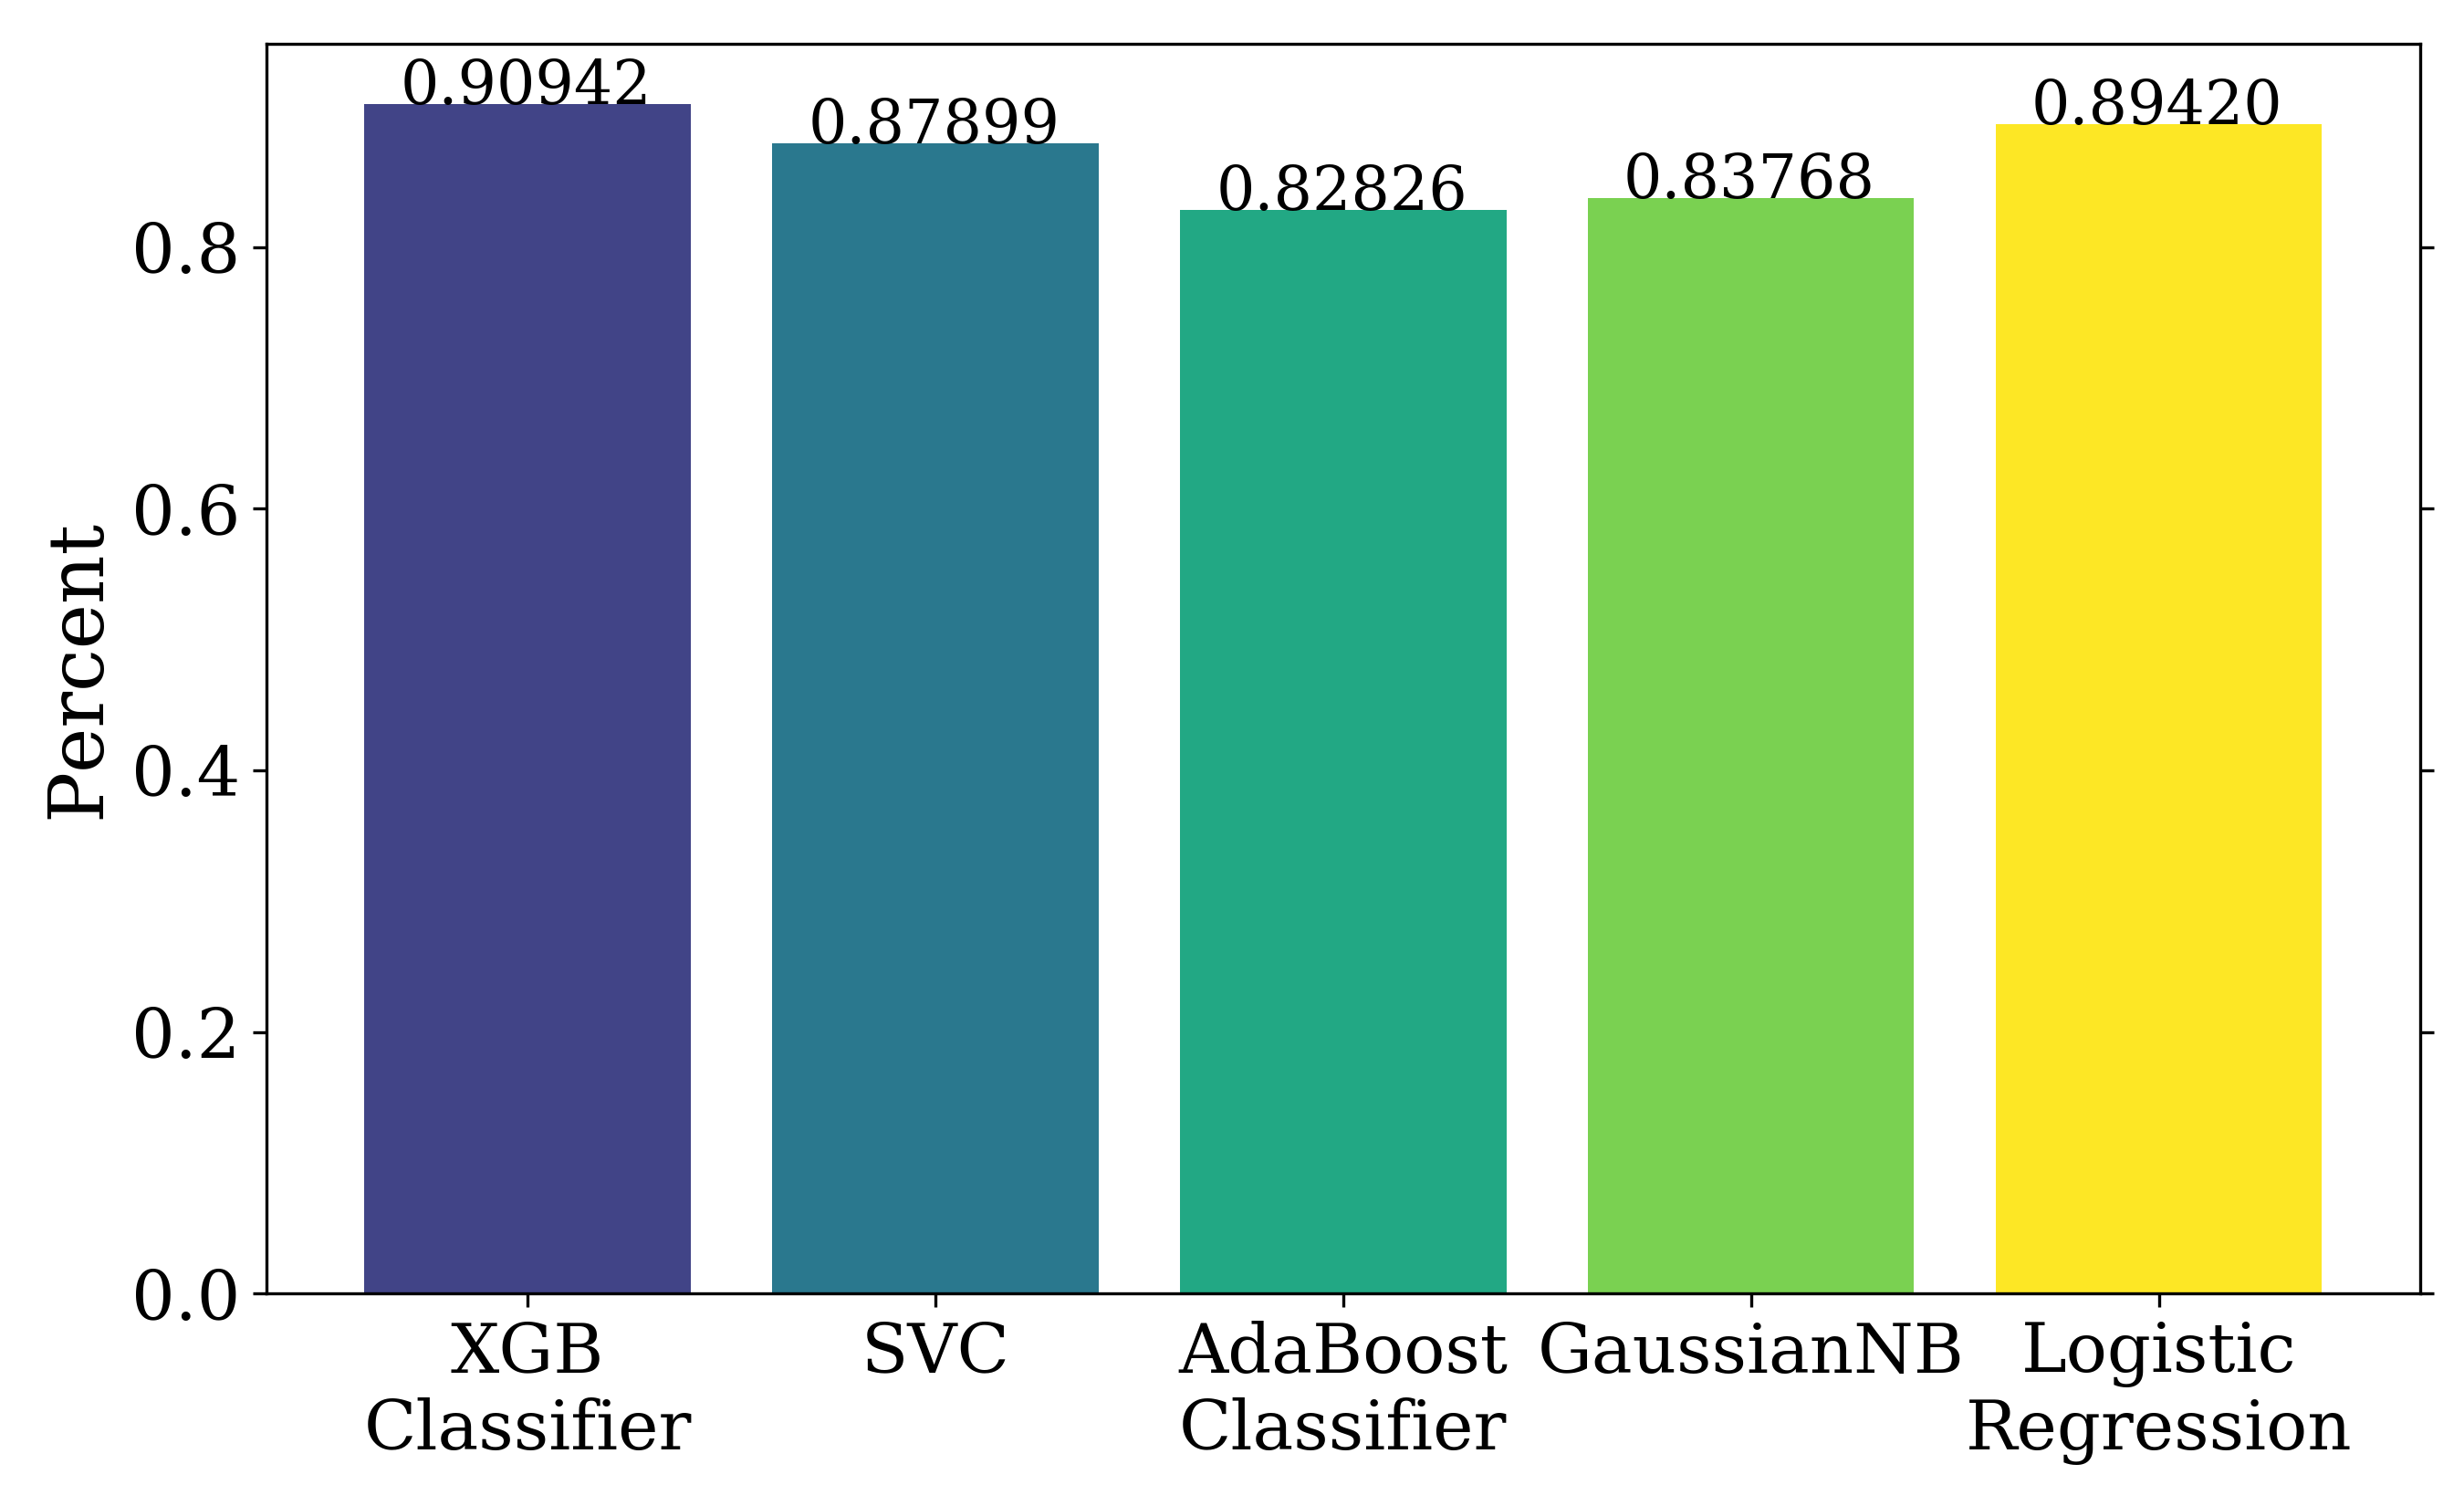 0.90942
0.87899
0.82826
0.83768
0.89420
Percent
0.8
0.6
0.4
0.2
0.0
XGB
Classifier
SVC
AdaBoost
Classifier
GaussianNB
Logistic
Regression